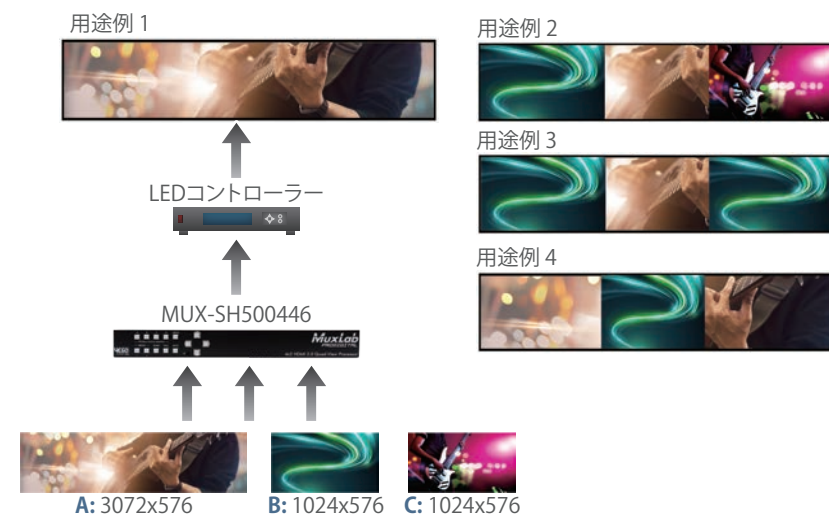 用途例 1
用途例 2
用途例 3
LEDコントローラー
用途例 4
MUX-SH500446
MuxLab
A: 3072x576
B: 1024x576
C: 1024x576